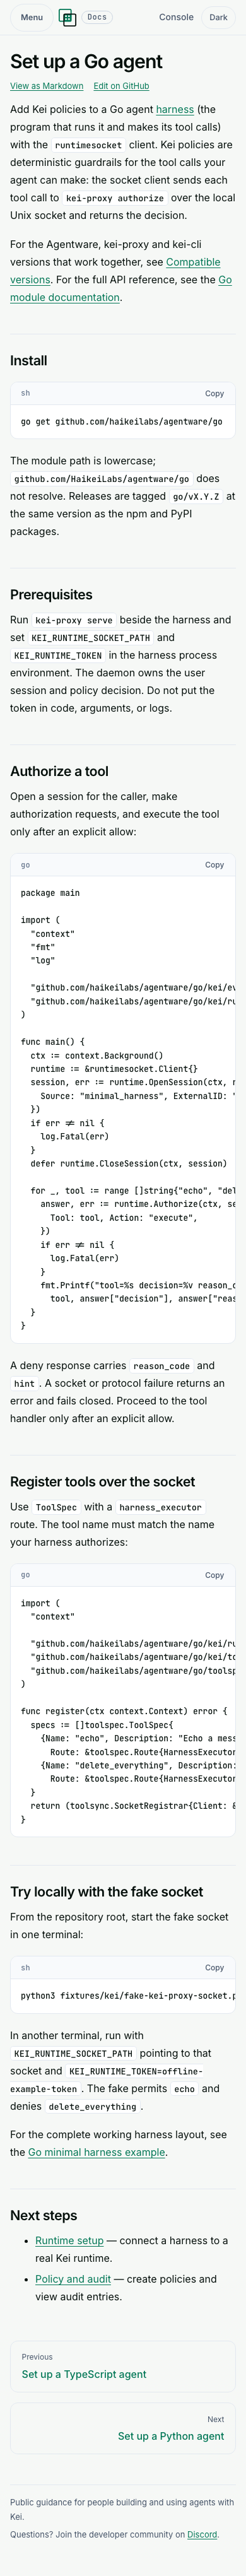 Menu
Docs
Console
Dark
Set up a Go agent
View as Markdown Edit on GitHub
Add Kei policies to a Go agent harness (the
program that runs it and makes its tool calls)
with the runtimesocket client. Kei policies are
deterministic guardrails for the tool calls your
agent can make: the socket client sends each
tool call to kei-proxy authorize over the local
Unix socket and returns the decision.
For the Agentware, kei-proxy and kei-cli
versions that work together, see Compatible
versions. For the full API reference, see the Go
module documentation.
Install
sh
Copy
go get github.com/haikeilabs/agentware/go
The module path is lowercase;
github.com/HaikeiLabs/agentware/go does
not resolve. Releases are tagged go/vX.Y.Z at
the same version as the npm and PyPI
packages.
Prerequisites
Run kei-proxy serve beside the harness and
set KEI_RUNTIME_SOCKET_PATH and
KEI_RUNTIME_TOKEN in the harness process
environment. The daemon owns the user
session and policy decision. Do not put the
token in code, arguments, or logs.
Authorize a tool
Open a session for the caller, make
authorization requests, and execute the tool
only after an explicit allow:
go
Copy
package main
import (
"context"
"fmt"
"log"
"github.com/haikeilabs/agentware/go/kei/ev
"github.com/haikeilabs/agentware/go/kei/ru
)
func main() {
ctx := context.Background()
runtime := &runtimesocket.Client{}
session, err := runtime.OpenSession(ctx, r
Source: "minimal_harness", ExternalID: "
})
if err != nil {
log.Fatal(err)
}
defer runtime.CloseSession(ctx, session)
for _, tool := range []string{"echo", "del
answer, err := runtime.Authorize(ctx, se
Tool: tool, Action: "execute",
})
if err != nil {
log.Fatal(err)
}
fmt.Printf("tool=%s decision=%v reason_c
tool, answer["decision"], answer["reas
}
}
A deny response carries reason_code and
hint. A socket or protocol failure returns an
error and fails closed. Proceed to the tool
handler only after an explicit allow.
Register tools over the socket
Use ToolSpec with a harness_executor
route. The tool name must match the name
your harness authorizes:
go
Copy
import (
"context"
"github.com/haikeilabs/agentware/go/kei/ru
"github.com/haikeilabs/agentware/go/kei/to
"github.com/haikeilabs/agentware/go/toolsp
)
func register(ctx context.Context) error {
specs := []toolspec.ToolSpec{
{Name: "echo", Description: "Echo a mess
Route: &toolspec.Route{HarnessExecutor
{Name: "delete_everything", Description:
Route: &toolspec.Route{HarnessExecutor
}
return (toolsync.SocketRegistrar{Client: &
}
Try locally with the fake socket
From the repository root, start the fake socket
in one terminal:
sh
Copy
python3 fixtures/kei/fake-kei-proxy-socket.p
In another terminal, run with
KEI_RUNTIME_SOCKET_PATH pointing to that
socket and KEI_RUNTIME_TOKEN=offline-
example-token. The fake permits echo and
denies delete_everything.
For the complete working harness layout, see
the Go minimal harness example.
Next steps
• Runtime setup — connect a harness to a
real Kei runtime.
• Policy and audit — create policies and
view audit entries.
Previous
Set up a TypeScript agent
Next
Set up a Python agent
Public guidance for people building and using agents with
Kei.
Questions? Join the developer community on Discord.